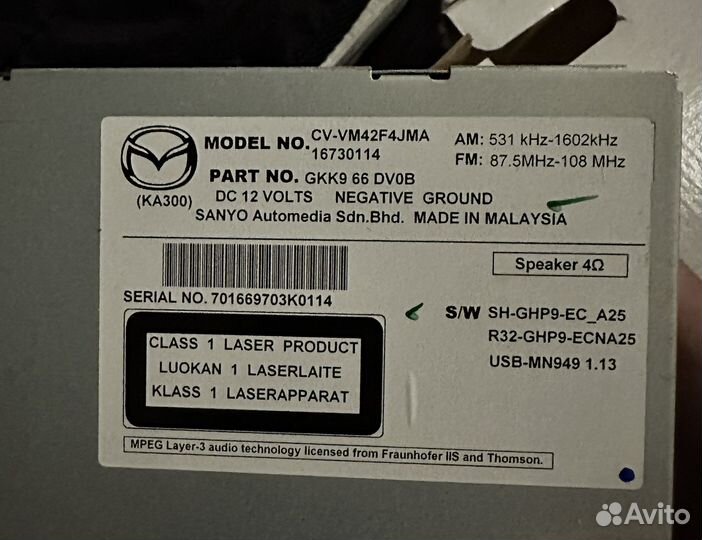 MODEL NO. CV-VM42F4JMA
16730114
AM: 531 kHz-1602kHz
FM: 87.5MHz-108 MHz
PART NO. GKK9 66 DV0B
(KA300)
DC 12 VOLTS NEGATIVE GROUND
SANYO Automedia Sdn.Bhd. MADE IN MALAYSIA
Speaker 4Ω
SERIAL NO. 701669703K0114
S/W SH-GHP9-EC_A25
R32-GHP9-ECNA25
USB-MN949 1.13
CLASS 1 LASER PRODUCT
LUOKAN 1 LASERLAITE
KLASS 1 LASERAPPARAT
MPEG Layer-3 audio technology licensed from Fraunhofer IIS and Thomson.
Avito